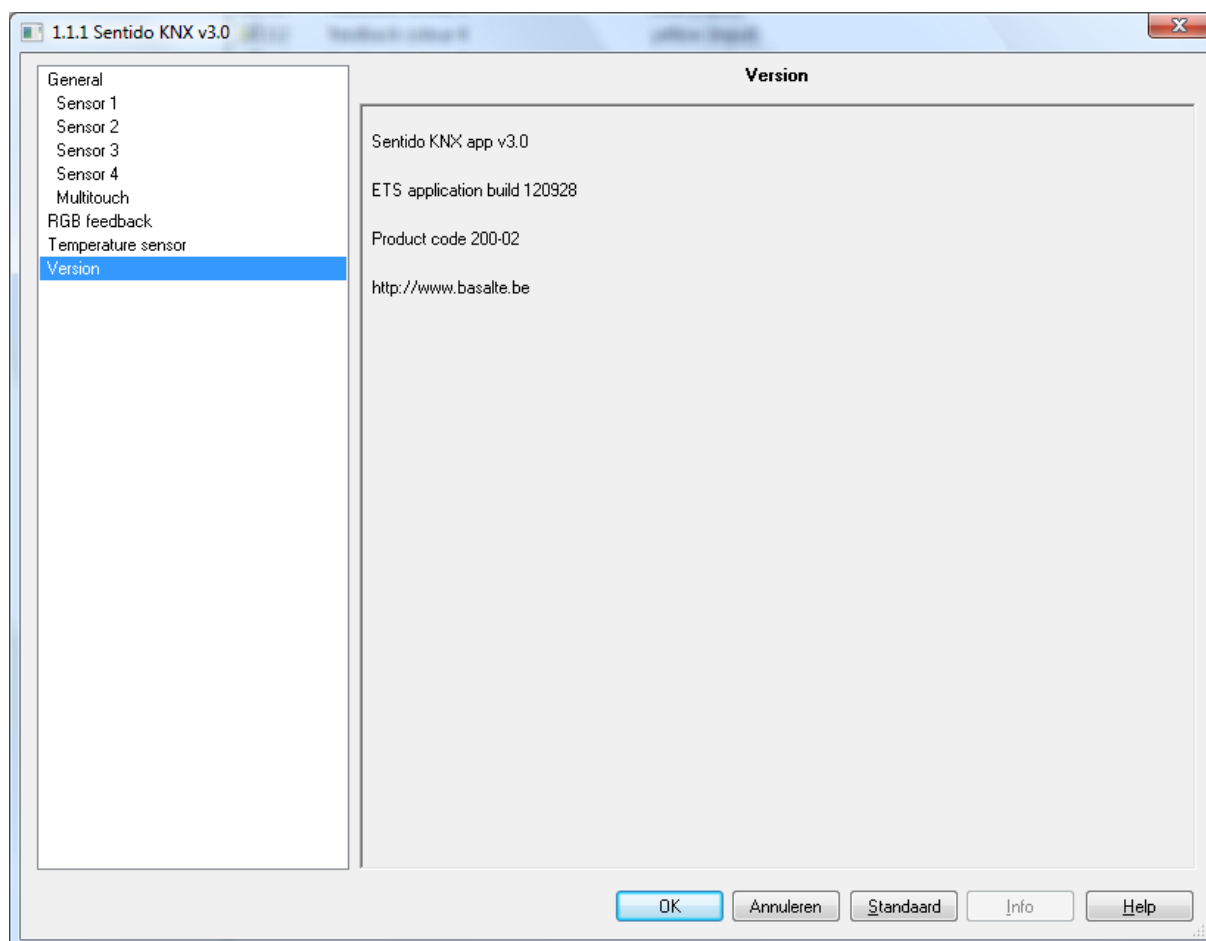 1.1.1 Sentido KNX v3.0
General
Sensor 1
Sensor 2
Sensor 3
Sensor 4
Multitouch
RGB feedback
Temperature sensor
Version
Version
Sentido KNX app v3.0
ETS application build 120928
Product code 200-02
http://www.basalte.be
OK
Annuleren
Standaard
Info
Help